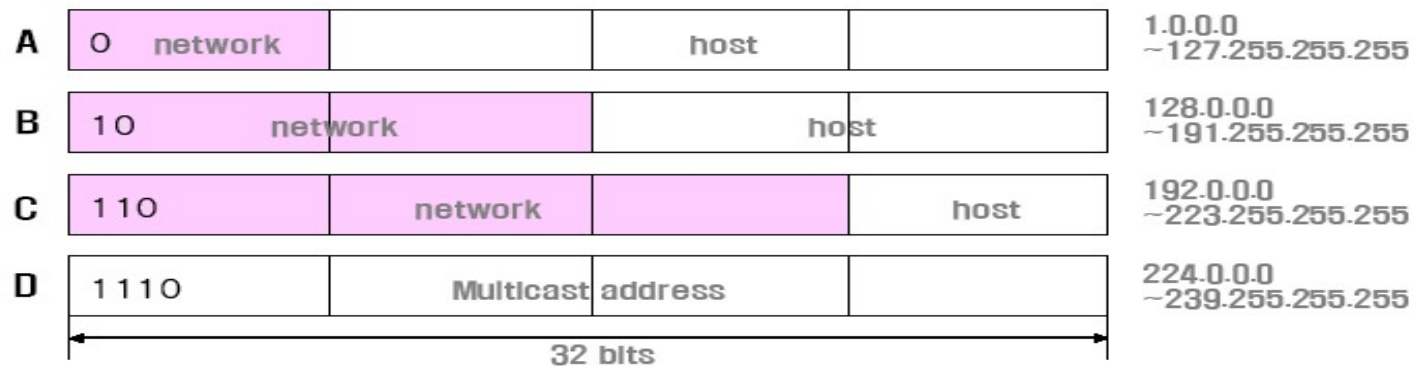 A 0 network host 1.0.0.0
~127.255.255.255
B 10 network host 128.0.0.0
~191.255.255.255
C 110 network host 192.0.0.0
~223.255.255.255
D 1110 Multicast address 224.0.0.0
~239.255.255.255
32 bits